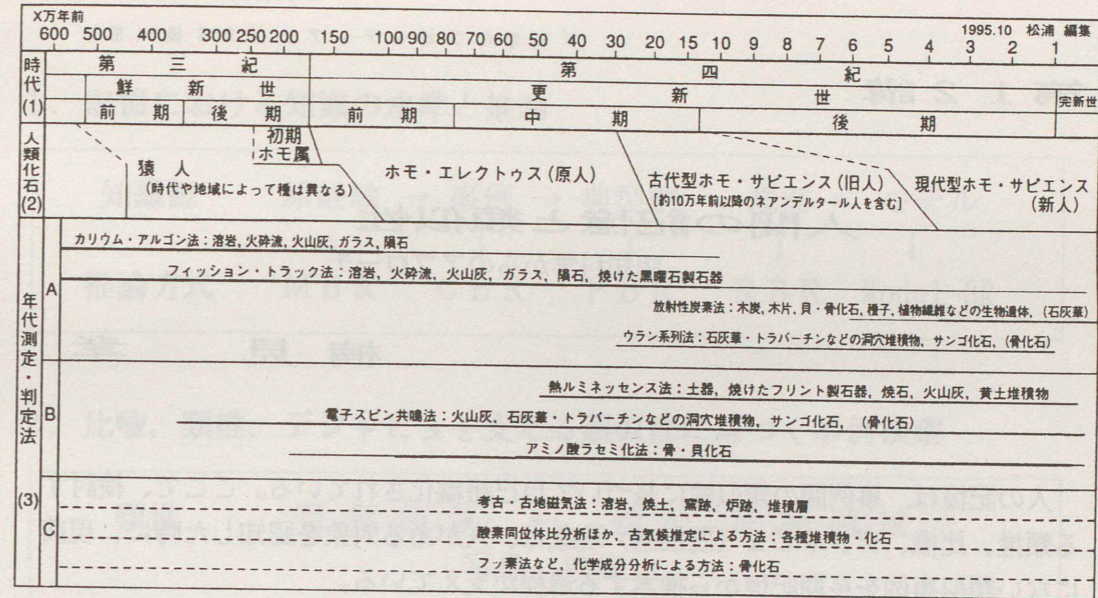 X万年前
1995.10 松浦 編集
600 500 400 300 250 200 150 100 90 80 70 60 50 40 30 20 15 10 9 8 7 6 5 4 3 2 1
時代(1)
第三紀 第四紀
鮮新世 更新世 完新世
前期 後期 前期 中期 後期
人類化石(2)
猿人
(時代や地域によって種は異なる)
初期
ホモ属
ホモ・エレクトゥス(原人)
古代型ホモ・サピエンス(旧人)
[約10万年前以降のネアンデルタール人を含む]
現代型ホモ・サピエンス
(新人)
年代測定・判定法(3)
A
カリウム・アルゴン法:溶岩,火砕流,火山灰,ガラス,隕石
フィッション・トラック法:溶岩,火砕流,火山灰,ガラス,隕石,焼けた黒曜石製石器
放射性炭素法:木炭,木片,貝・骨化石,種子,植物繊維などの生物遺体,(石灰華)
ウラン系列法:石灰華・トラバーチンなどの洞穴堆積物,サンゴ化石,(骨化石)
B
熱ルミネッセンス法:土器,焼けたフリント製石器,焼石,火山灰,黄土堆積物
電子スピン共鳴法:火山灰,石灰華・トラバーチンなどの洞穴堆積物,サンゴ化石,(骨化石)
アミノ酸ラセミ化法:骨・貝化石
C
考古・古地磁気法:溶岩,焼土,窯跡,炉跡,堆積層
酸素同位体比分析ほか,古気候推定による方法:各種堆積物・化石
フッ素法など,化学成分分析による方法:骨化石